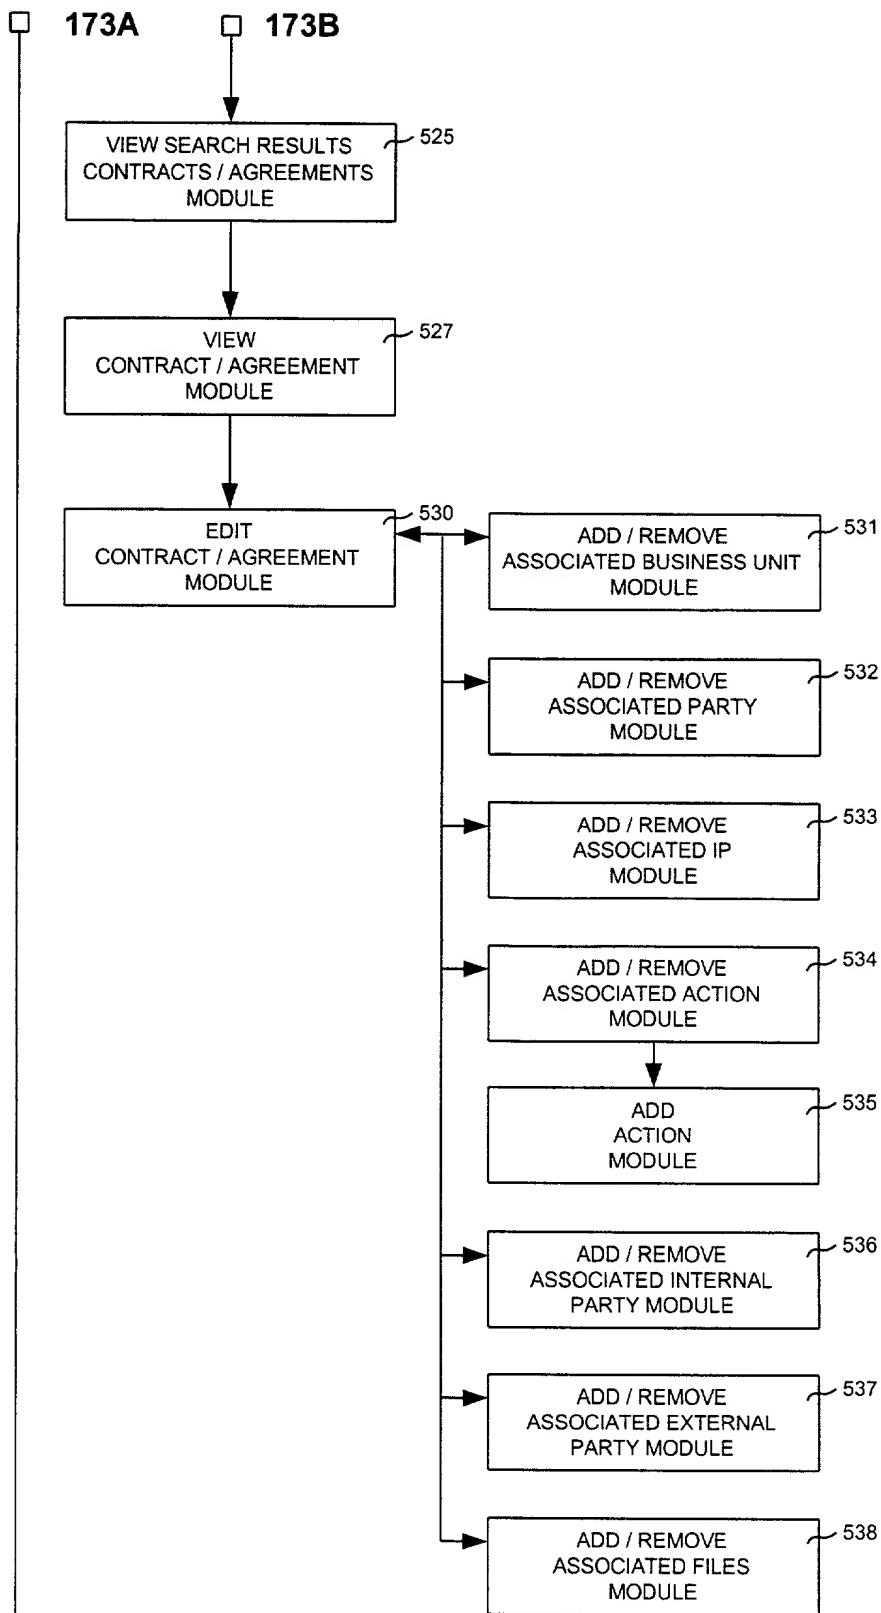 173A 173B
VIEW SEARCH RESULTS
CONTRACTS / AGREEMENTS
MODULE
525
VIEW
CONTRACT / AGREEMENT
MODULE
527
EDIT
CONTRACT / AGREEMENT
MODULE
530
ADD / REMOVE
ASSOCIATED BUSINESS UNIT
MODULE
531
ADD / REMOVE
ASSOCIATED PARTY
MODULE
532
ADD / REMOVE
ASSOCIATED IP
MODULE
533
ADD / REMOVE
ASSOCIATED ACTION
MODULE
534
ADD
ACTION
MODULE
535
ADD / REMOVE
ASSOCIATED INTERNAL
PARTY MODULE
536
ADD / REMOVE
ASSOCIATED EXTERNAL
PARTY MODULE
537
ADD / REMOVE
ASSOCIATED FILES
MODULE
538